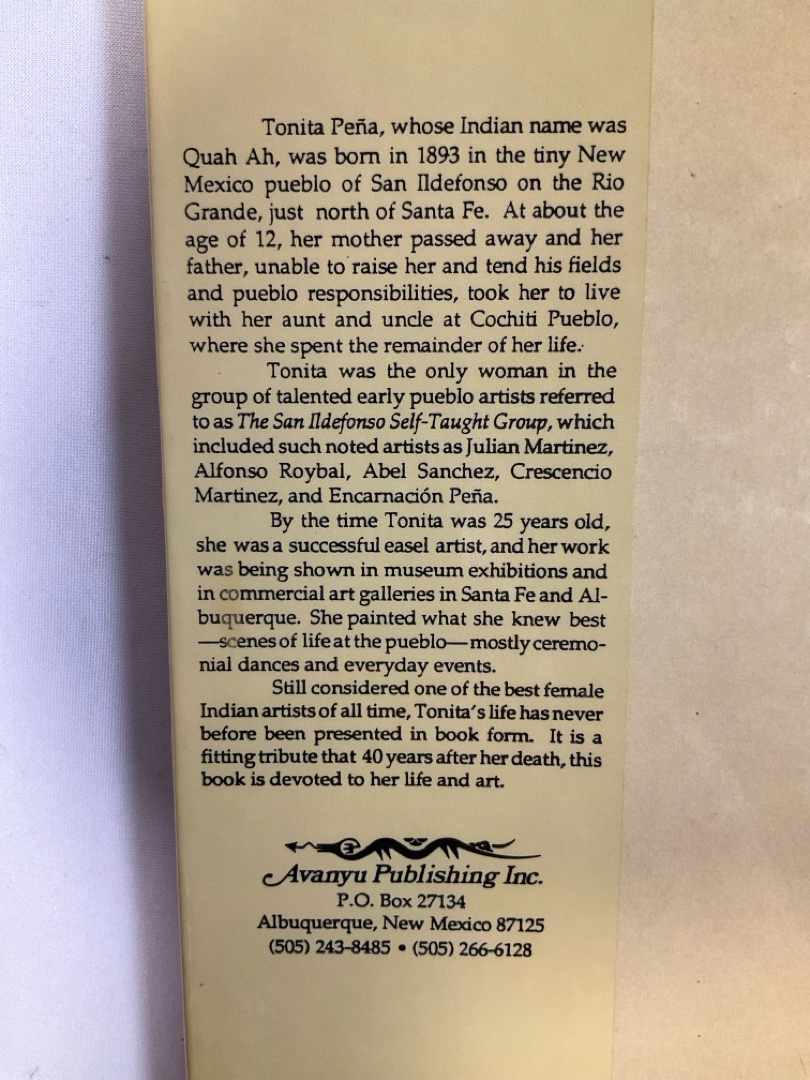 Tonita Peña, whose Indian name was
Quah Ah, was born in 1893 in the tiny New
Mexico pueblo of San Ildefonso on the Rio
Grande, just north of Santa Fe. At about the
age of 12, her mother passed away and her
father, unable to raise her and tend his fields
and pueblo responsibilities, took her to live
with her aunt and uncle at Cochiti Pueblo,
where she spent the remainder of her life.
Tonita was the only woman in the
group of talented early pueblo artists referred
to as The San Ildefonso Self-Taught Group, which
included such noted artists as Julian Martinez,
Alfonso Roybal, Abel Sanchez, Crescencio
Martinez, and Encarnación Peña.
By the time Tonita was 25 years old,
she was a successful easel artist, and her work
was being shown in museum exhibitions and
in commercial art galleries in Santa Fe and Al-
buquerque. She painted what she knew best
—scenes of life at the pueblo—mostly ceremo-
nial dances and everyday events.
Still considered one of the best female
Indian artists of all time, Tonita's life has never
before been presented in book form. It is a
fitting tribute that 40 years after her death, this
book is devoted to her life and art.
Avanyu Publishing Inc.
P.O. Box 27134
Albuquerque, New Mexico 87125
(505) 243-8485 • (505) 266-6128